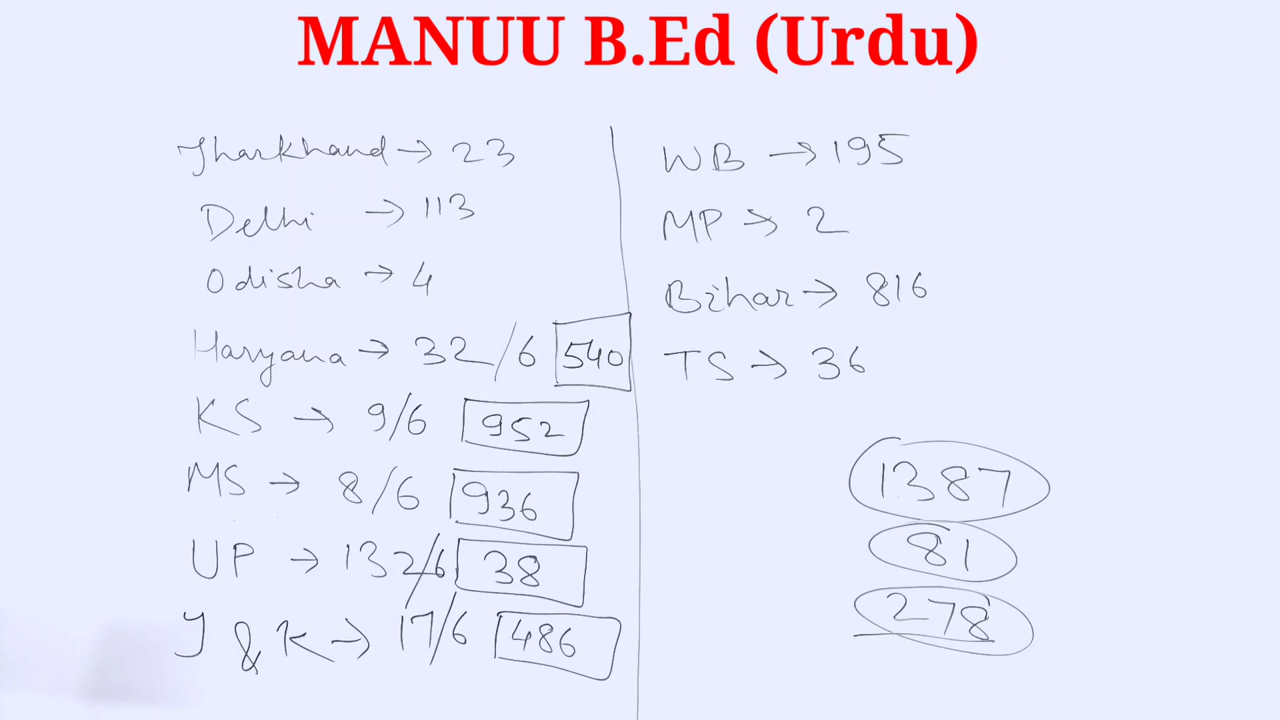 MANUU B.Ed (Urdu)
Jharkhand → 23
Delhi → 113
Odisha → 4
Haryana → 32/6 540
KS → 9/6 952
MS → 8/6 936
UP → 132/6 38
J & K → 17/6 486
WB → 195
MP → 2
Bihar → 816
TS → 36
1387
81
278